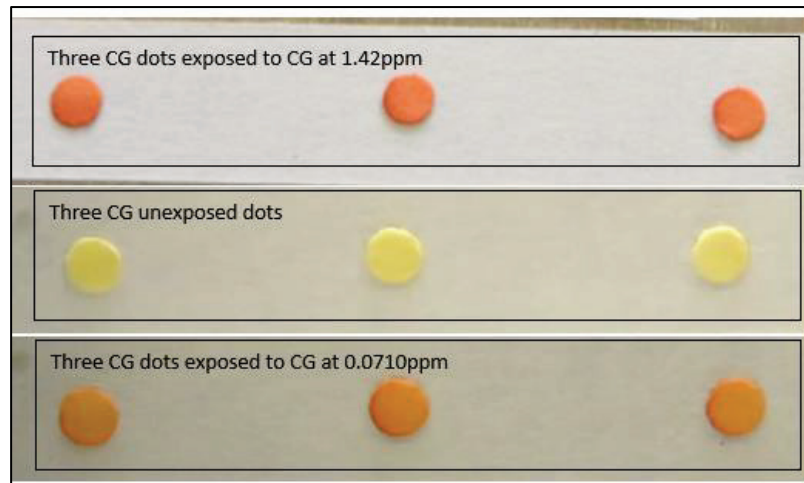 Three CG dots exposed to CG at 1.42ppm
Three CG unexposed dots
Three CG dots exposed to CG at 0.0710ppm